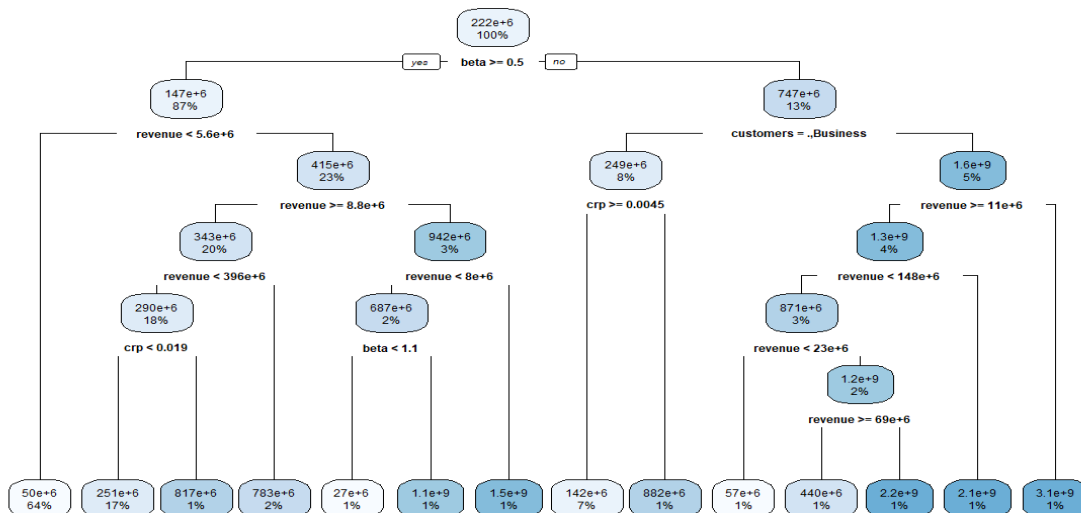 222e+6
100%
yes beta >= 0.5 no
147e+6
87%
747e+6
13%
revenue < 5.6e+6
customers = .,Business
415e+6
23%
249e+6
8%
1.6e+9
5%
revenue >= 8.8e+6
crp >= 0.0045
revenue >= 11e+6
343e+6
20%
942e+6
3%
1.3e+9
4%
revenue < 396e+6
revenue < 8e+6
revenue < 148e+6
290e+6
18%
687e+6
2%
871e+6
3%
crp < 0.019
beta < 1.1
revenue < 23e+6
1.2e+9
2%
revenue >= 69e+6
50e+6
64%
251e+6
17%
817e+6
1%
783e+6
2%
27e+6
1%
1.1e+9
1%
1.5e+9
1%
142e+6
7%
882e+6
1%
57e+6
1%
440e+6
1%
2.2e+9
1%
2.1e+9
1%
3.1e+9
1%